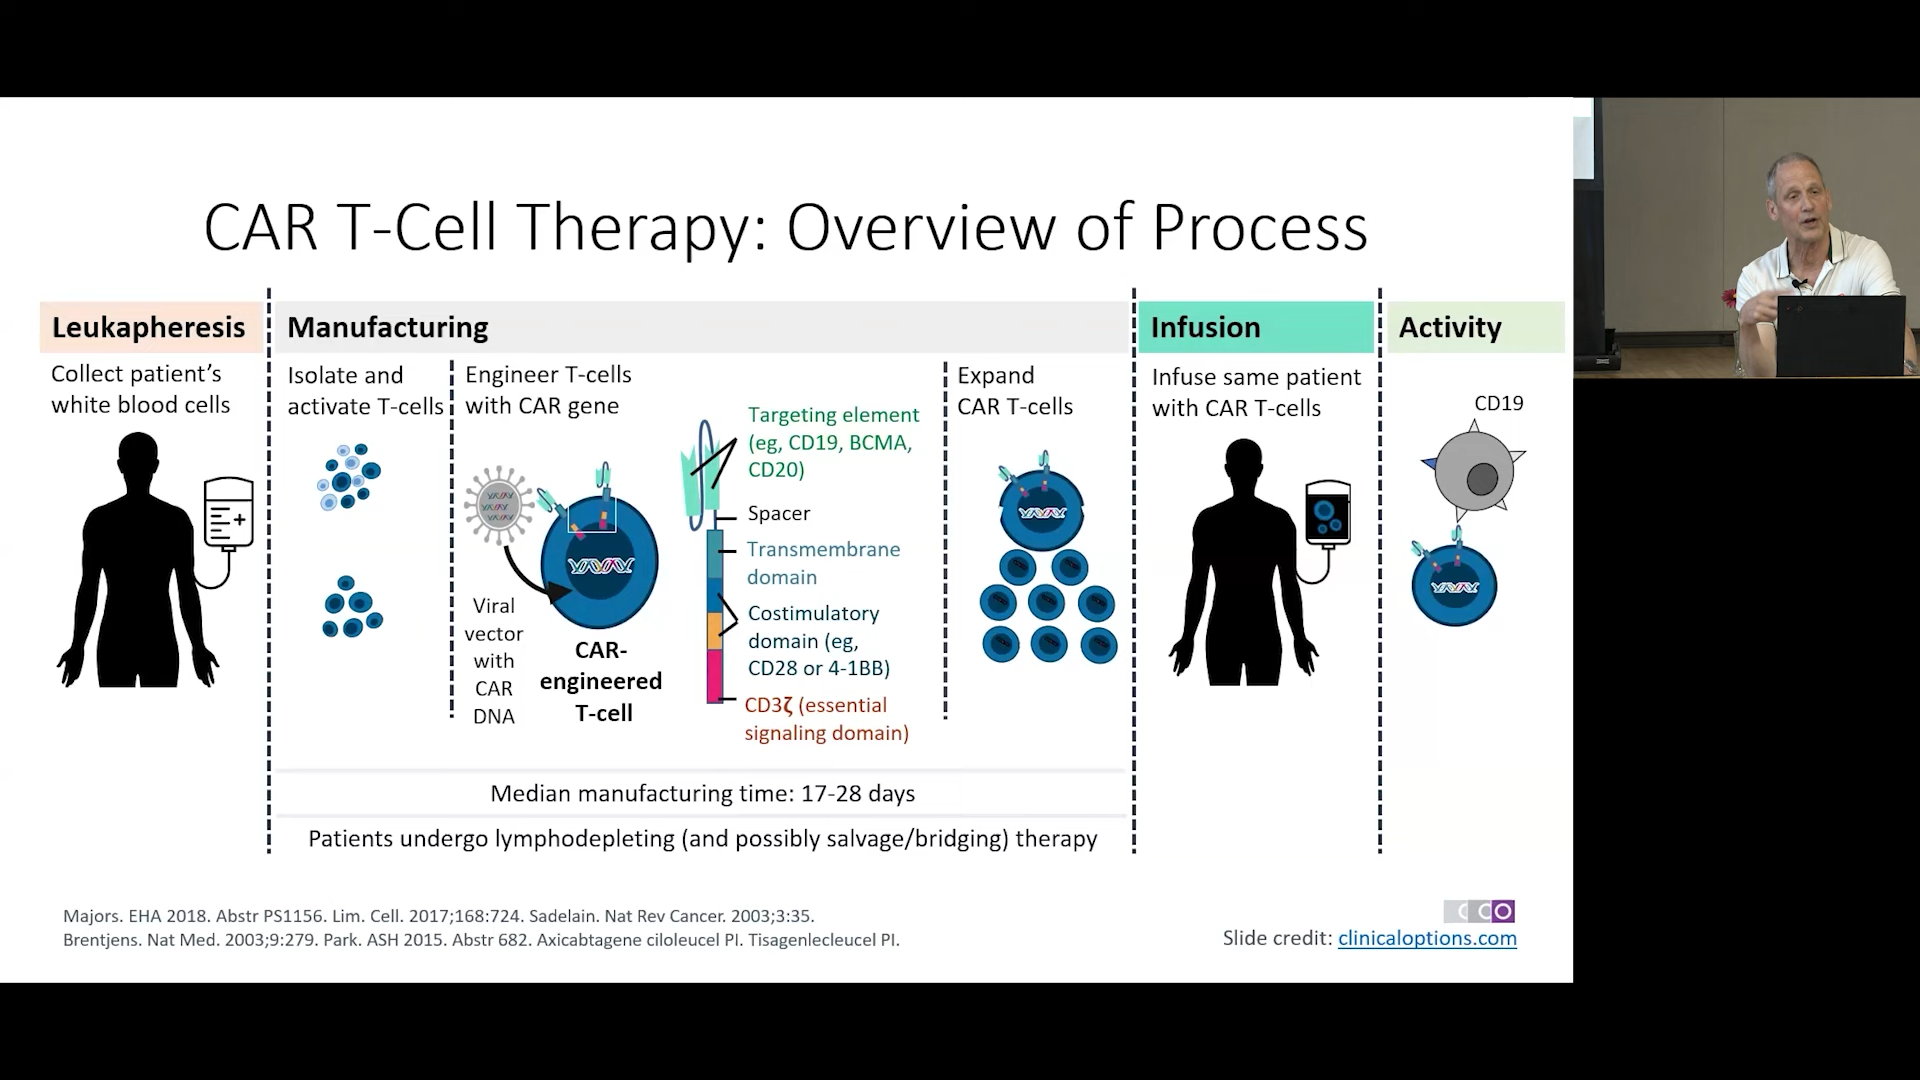 CAR T-Cell Therapy: Overview of Process
Leukapheresis
Collect patient's
white blood cells
Manufacturing
Isolate and
activate T-cells
Engineer T-cells
with CAR gene
Viral
vector
with
CAR
DNA
CAR-
engineered
T-cell
Targeting element
(eg, CD19, BCMA,
CD20)
Spacer
Transmembrane
domain
Costimulatory
domain (eg,
CD28 or 4-1BB)
CD3ζ (essential
signaling domain)
Expand
CAR T-cells
Median manufacturing time: 17-28 days
Patients undergo lymphodepleting (and possibly salvage/bridging) therapy
Infusion
Infuse same patient
with CAR T-cells
Activity
CD19
Majors. EHA 2018. Abstr PS1156. Lim. Cell. 2017;168:724. Sadelain. Nat Rev Cancer. 2003;3:35.
Brentjens. Nat Med. 2003;9:279. Park. ASH 2015. Abstr 682. Axicabtagene ciloleucel PI. Tisagenlecleucel PI.
CCO
Slide credit: clinicaloptions.com